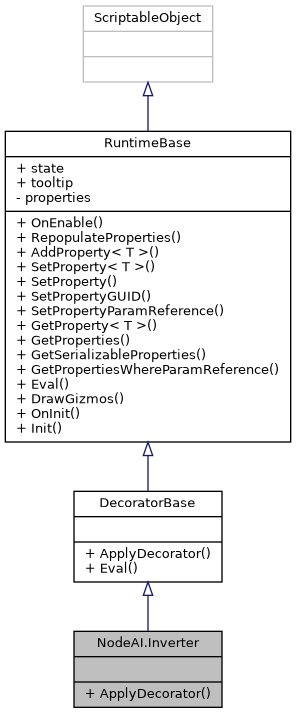 ScriptableObject
RuntimeBase
+ state
+ tooltip
- properties
+ OnEnable()
+ RepopulateProperties()
+ AddProperty< T >()
+ SetProperty< T >()
+ SetProperty()
+ SetPropertyGUID()
+ SetPropertyParamReference()
+ GetProperty< T >()
+ GetProperties()
+ GetSerializableProperties()
+ GetPropertiesWhereParamReference()
+ Eval()
+ DrawGizmos()
+ OnInit()
+ Init()
DecoratorBase
+ ApplyDecorator()
+ Eval()
NodeAI.Inverter
+ ApplyDecorator()